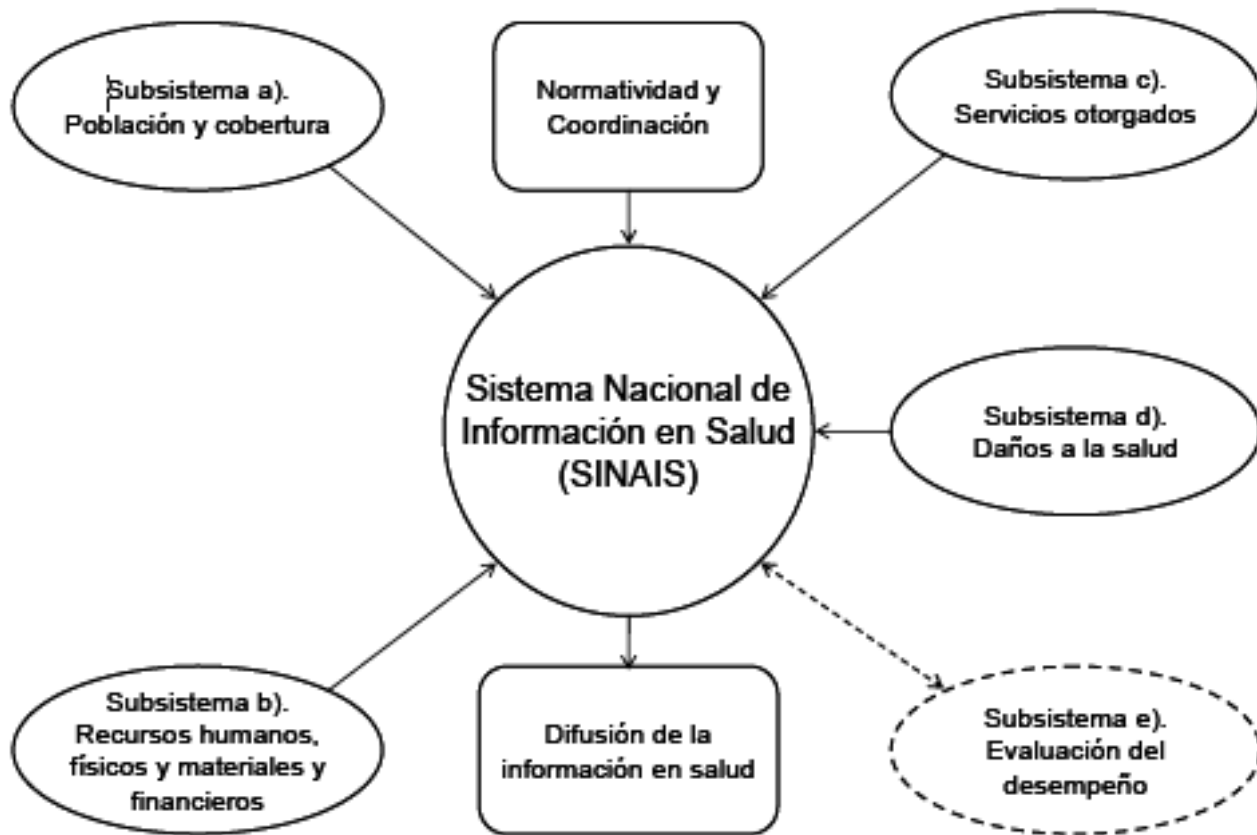 Subsistema a).
Población y cobertura
Normatividad y
Coordinación
Subsistema c).
Servicios otorgados
Sistema Nacional de
Información en Salud
(SINAIS)
Subsistema d).
Daños a la salud
Subsistema b).
Recursos humanos,
físicos y materiales y
financieros
Difusión de la
información en salud
Subsistema e).
Evaluación del
desempeño